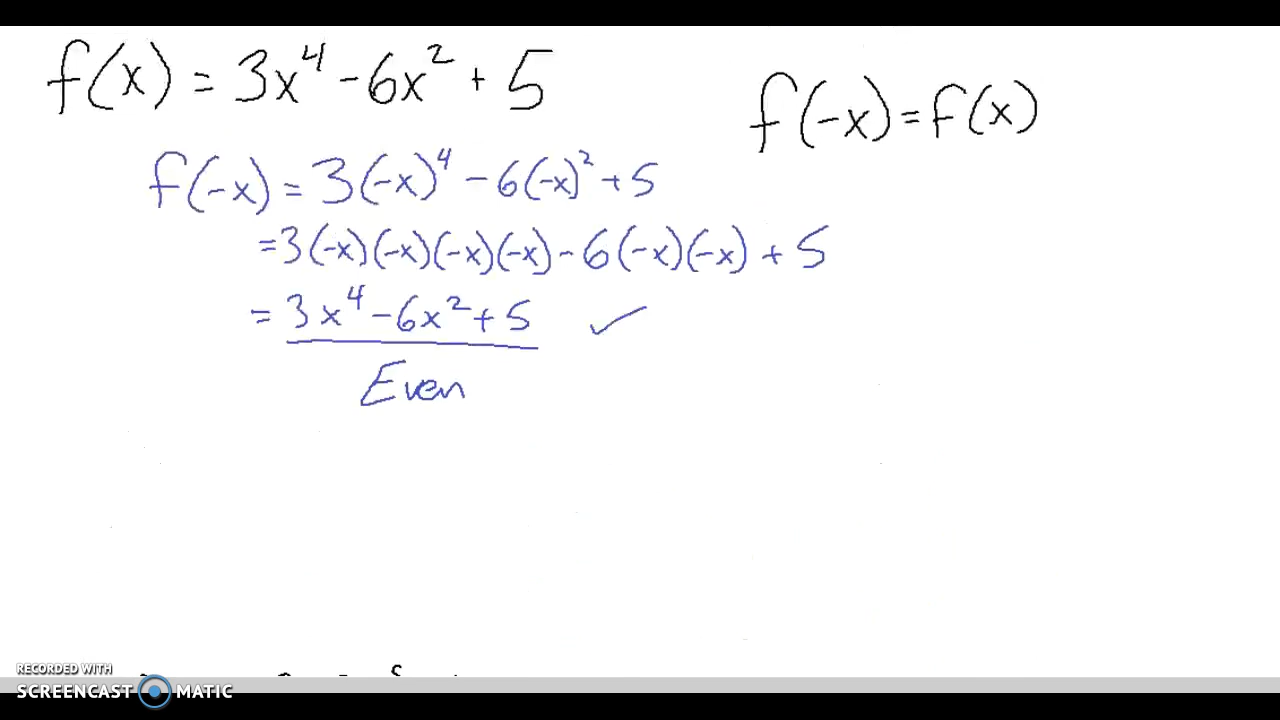 f(x) = 3x⁴ - 6x² + 5
f(-x) = f(x)
f(-x) = 3(-x)⁴ - 6(-x)² + 5
= 3(-x)(-x)(-x)(-x) - 6(-x)(-x) + 5
= 3x⁴ - 6x² + 5 ✓
Even
RECORDED WITH
SCREENCAST MATIC